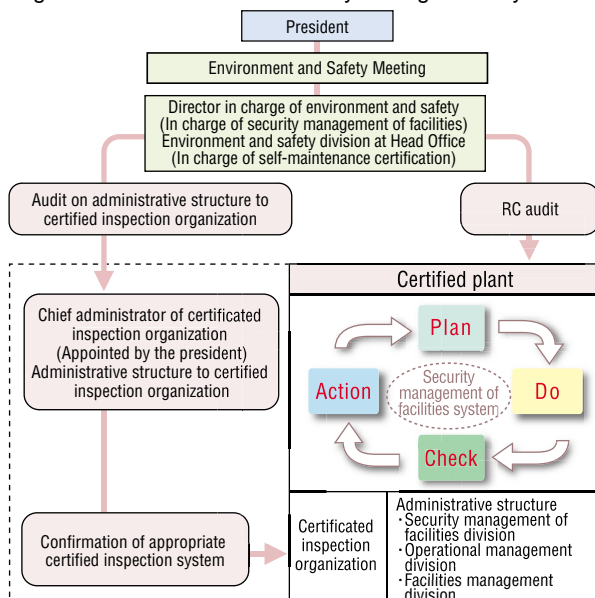 President
Environment and Safety Meeting
Director in charge of environment and safety
(In charge of security management of facilities)
Environment and safety division at Head Office
(In charge of self-maintenance certification)
Audit on administrative structure to
certified inspection organization
RC audit
Chief administrator of certificated
inspection organization
(Appointed by the president)
Administrative structure to certified
inspection organization
Certified plant
Plan
Action
Security
management of
facilities system
Do
Check
Confirmation of appropriate
certified inspection system
Certificated
inspection
organization
Administrative structure
・Security management of
facilities division
・Operational management
division
・Facilities management
division